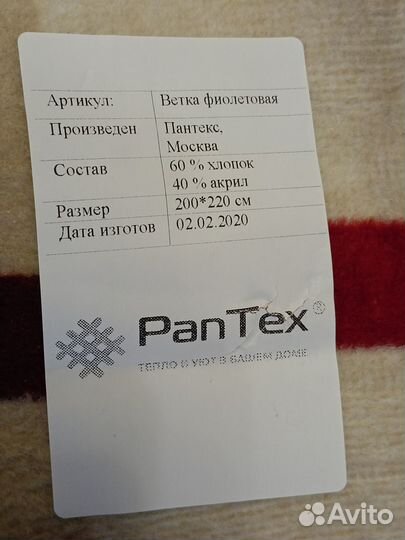 Артикул: Ветка фиолетовая
Произведен Пантекс,
Москва
Состав 60 % хлопок
40 % акрил
Размер 200*220 см
Дата изготов 02.02.2020
PanTex®
ТЕПЛО И УЮТ В ВАШЕМ ДОМЕ
Avito